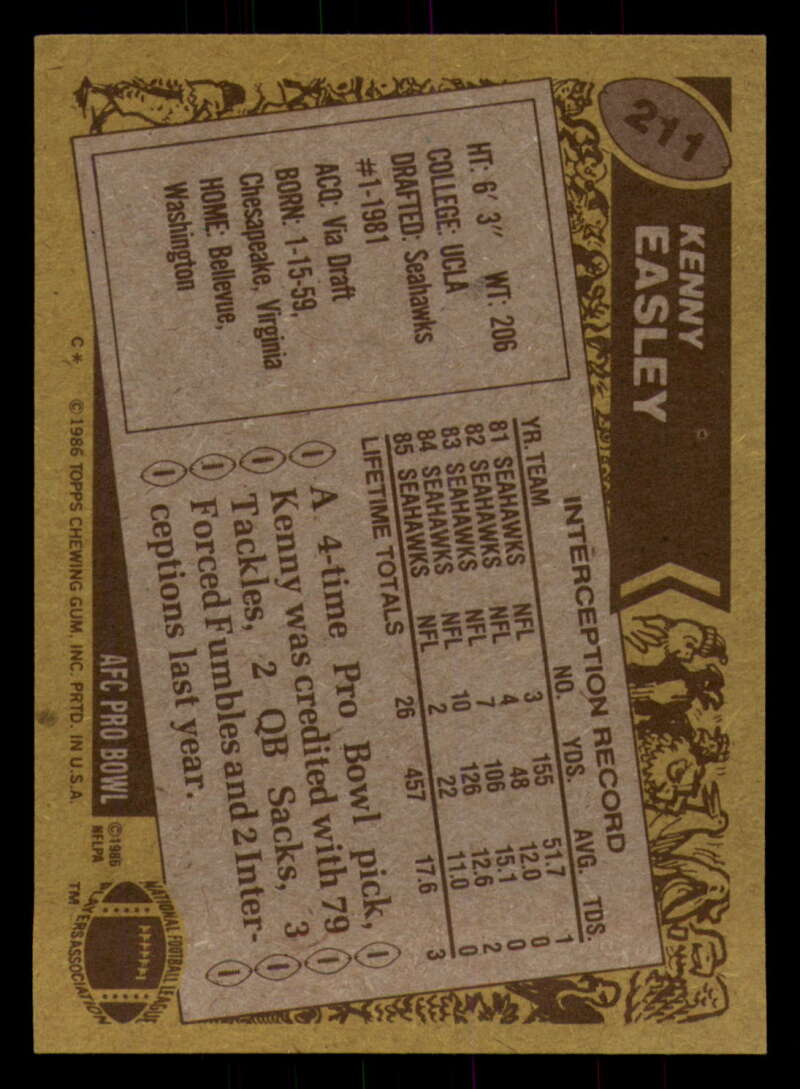 211
KENNY
EASLEY
HT: 6' 3" WT: 206
COLLEGE: UCLA
DRAFTED: Seahawks
#1-1981
ACQ: Via Draft
BORN: 1-15-59,
Chesapeake, Virginia
HOME: Bellevue,
Washington
INTERCEPTION RECORD
YR. TEAM NO. YDS. AVG. TDS.
81 SEAHAWKS NFL 3 155 51.7 1
82 SEAHAWKS NFL 4 48 12.0 0
83 SEAHAWKS NFL 7 106 15.1 0
84 SEAHAWKS NFL 10 126 12.6 2
85 SEAHAWKS NFL 2 22 11.0 0
LIFETIME TOTALS 26 457 17.6 3
A 4-time Pro Bowl pick,
Kenny was credited with 79
Tackles, 2 QB Sacks, 3
Forced Fumbles and 2 Inter-
ceptions last year.
AFC PRO BOWL
C* ©1986 TOPPS CHEWING GUM, INC. PRTD. IN U.S.A.
©1986
NFLPA
NATIONAL FOOTBALL LEAGUE
PLAYERS ASSOCIATION
TM